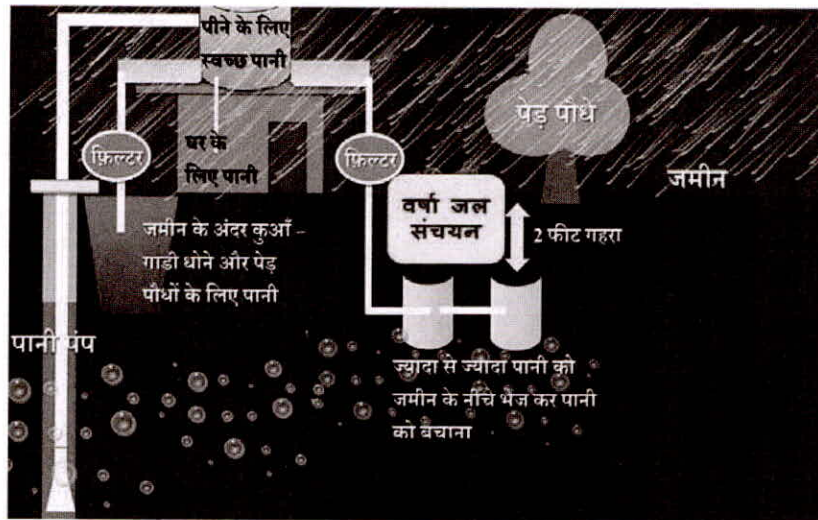 पीने के लिए
स्वच्छ पानी
घर के
लिए पानी
फ़िल्टर
फ़िल्टर
पेड़ पौधे
जमीन
वर्षा जल
संचयन
2 फीट गहरा
जमीन के अंदर कुआँ –
गाड़ी धोने और पेड़
पौधों के लिए पानी
पानी पंप
ज्यादा से ज्यादा पानी को
जमीन के नीचे भेज कर पानी
को बचाना